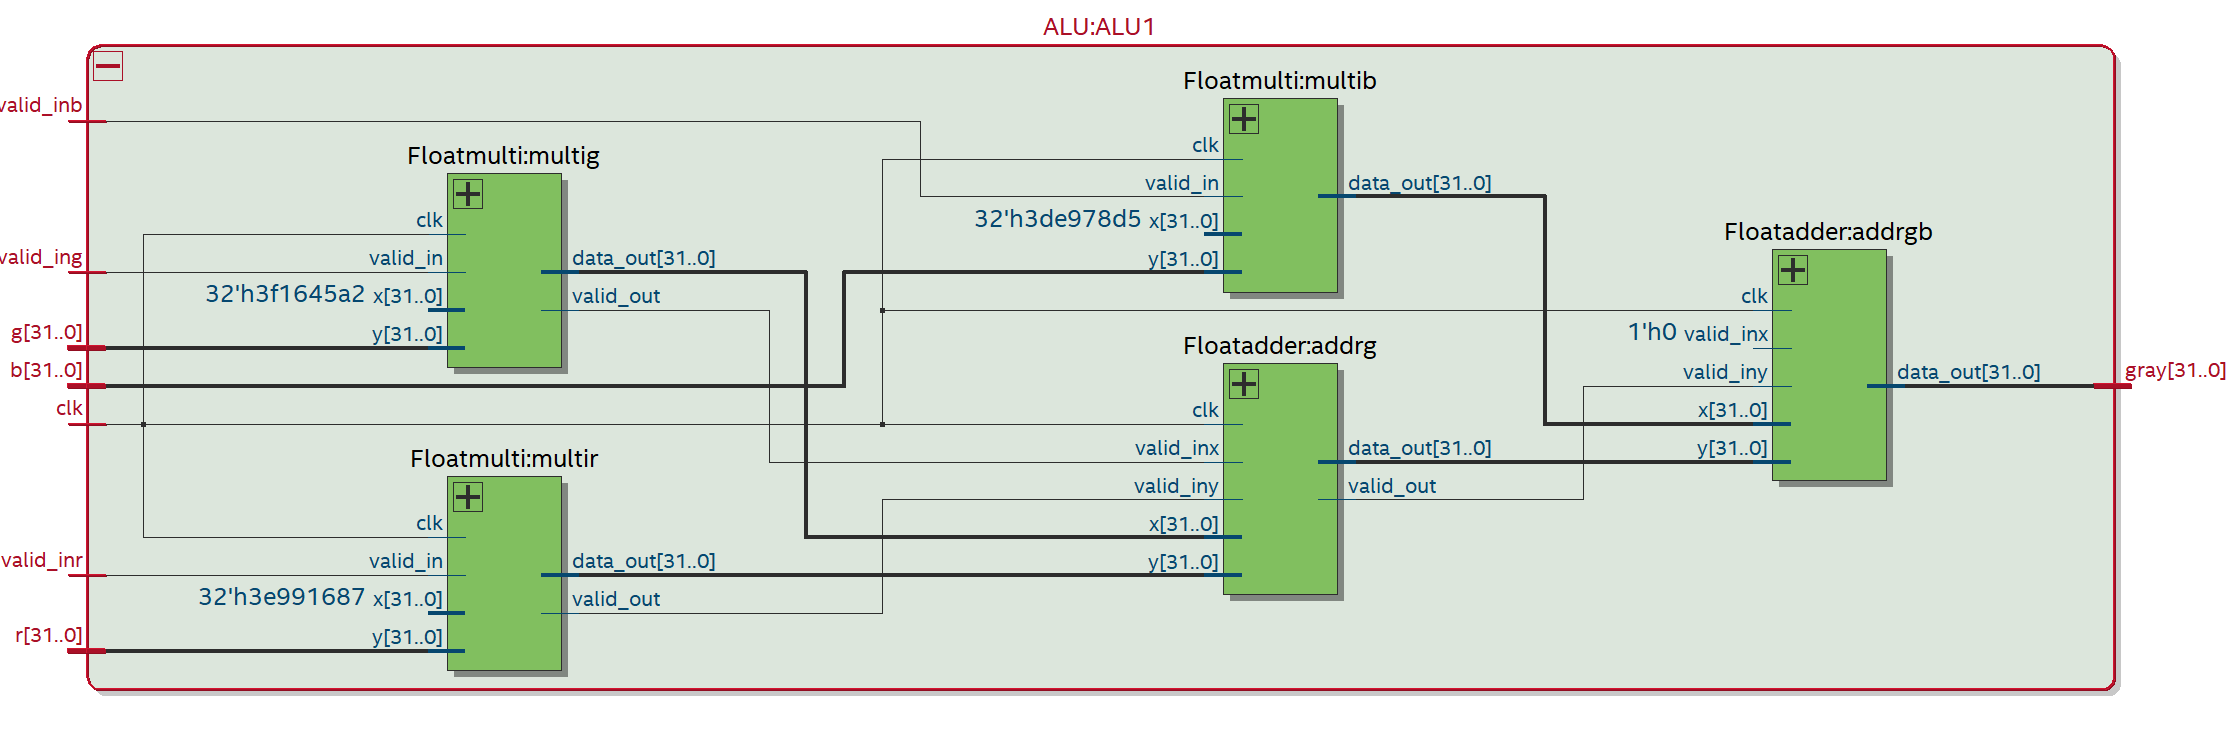 ALU:ALU1
valid_inb
valid_ing
g[31..0]
b[31..0]
clk
valid_inr
r[31..0]
Floatmulti:multig
clk
valid_in
32'h3f1645a2 x[31..0]
y[31..0]
data_out[31..0]
valid_out
Floatmulti:multir
clk
valid_in
32'h3e991687 x[31..0]
y[31..0]
data_out[31..0]
valid_out
Floatmulti:multib
clk
valid_in
32'h3de978d5 x[31..0]
y[31..0]
data_out[31..0]
Floatadder:addrg
clk
valid_inx
valid_iny
x[31..0]
y[31..0]
data_out[31..0]
valid_out
Floatadder:addrgb
clk
1'h0 valid_inx
valid_iny
x[31..0]
y[31..0]
data_out[31..0]
gray[31..0]